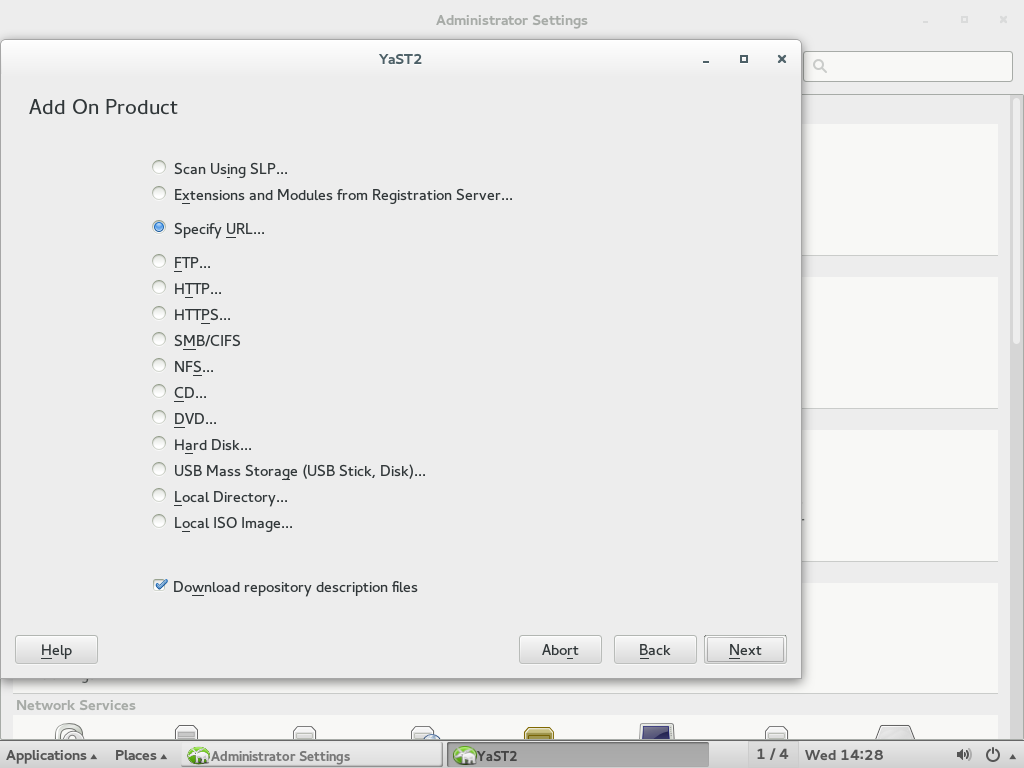 Administrator Settings
YaST2
Add On Product
Scan Using SLP...
Extensions and Modules from Registration Server...
Specify URL...
FTP...
HTTP...
HTTPS...
SMB/CIFS
NFS...
CD...
DVD...
Hard Disk...
USB Mass Storage (USB Stick, Disk)...
Local Directory...
Local ISO Image...
Download repository description files
Help
Abort
Back
Next
Network Services
Applications
Places
Administrator Settings
YaST2
1 / 4
Wed 14:28